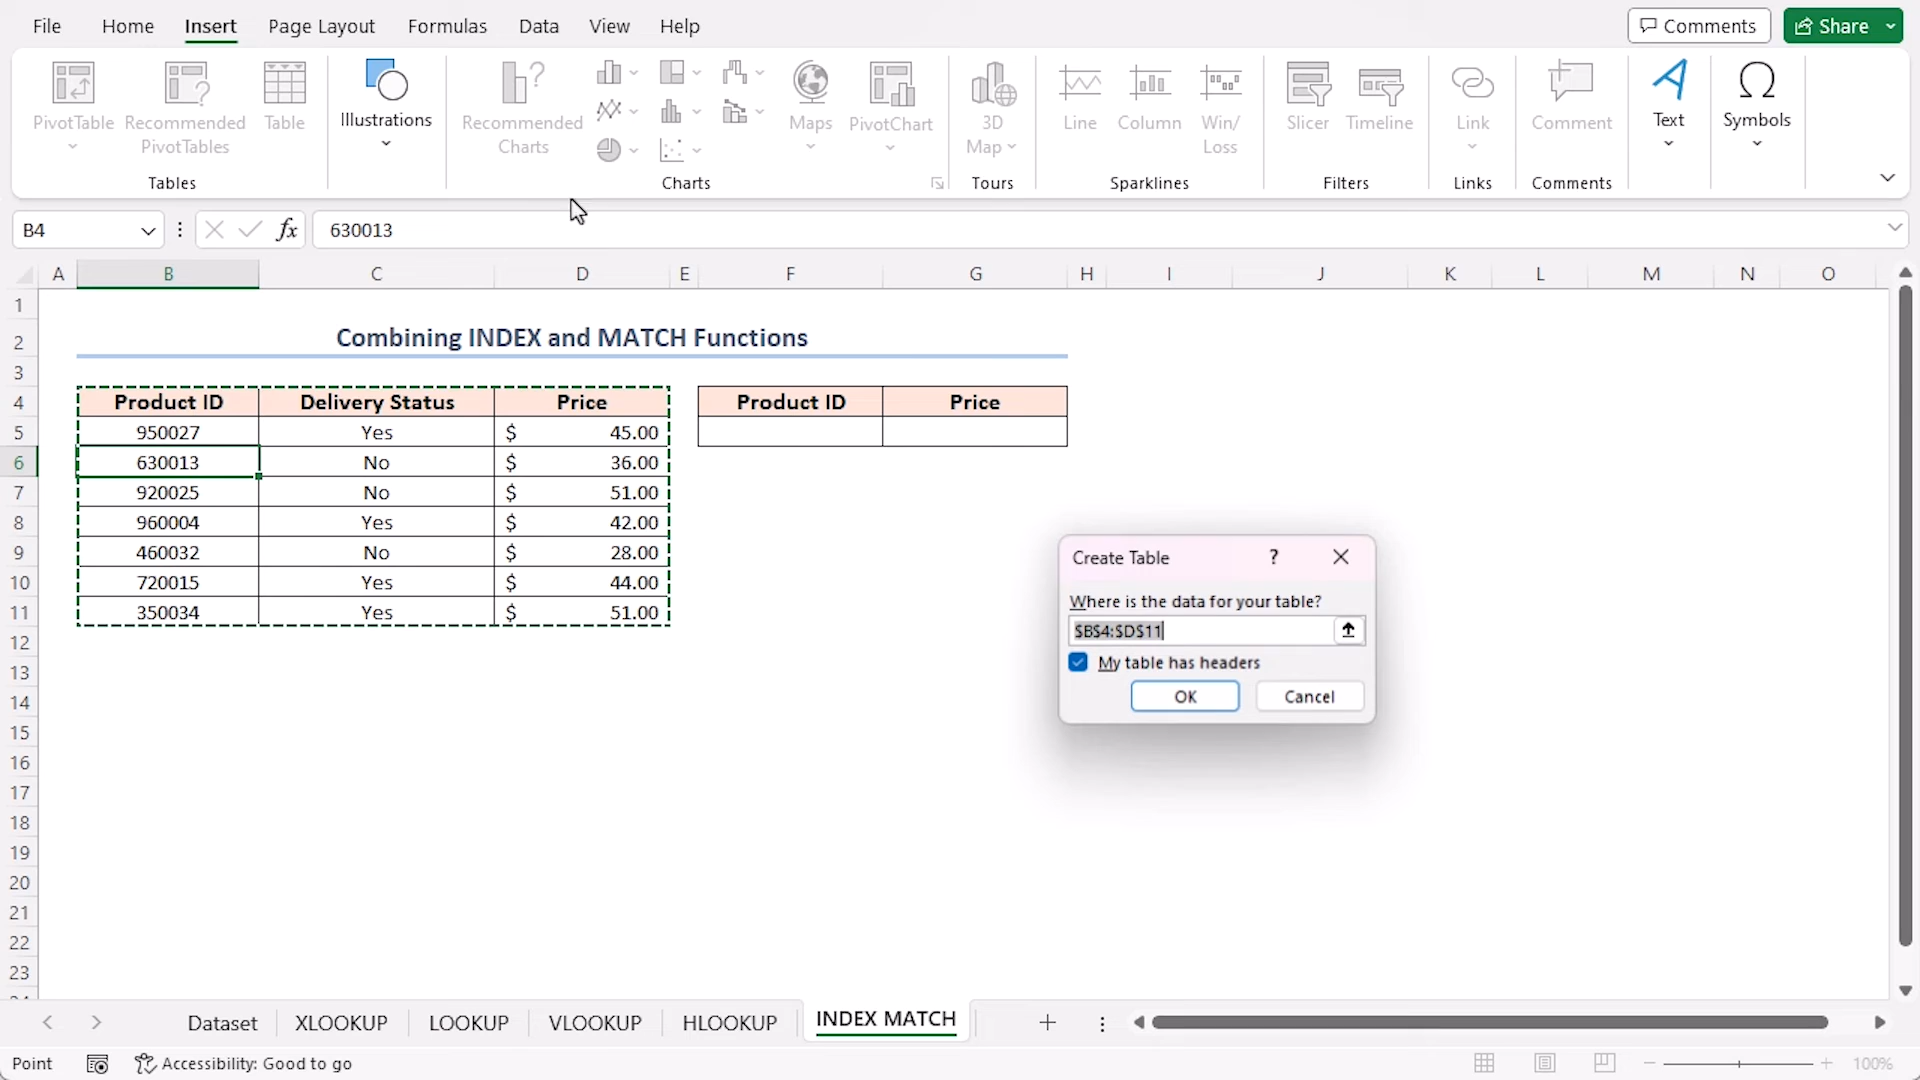 File Home Insert Page Layout Formulas Data View Help Comments Share
PivotTable Recommended PivotTables Table Illustrations Recommended Charts Maps PivotChart 3D Map Line Column Win/Loss Slicer Timeline Link Comment Text Symbols
Tables Charts Tours Sparklines Filters Links Comments
B4 fx 630013
A B C D E F G H I J K L M N O
1
2 Combining INDEX and MATCH Functions
3
4 Product ID Delivery Status Price Product ID Price
5 950027 Yes $ 45.00
6 630013 No $ 36.00
7 920025 No $ 51.00
8 960004 Yes $ 42.00
9 460032 No $ 28.00
10 720015 Yes $ 44.00
11 350034 Yes $ 51.00
12
13
14
15
16
17
18
19
20
21
22
23
Create Table ?
Where is the data for your table?
$B$4:$D$11
My table has headers
OK Cancel
Dataset XLOOKUP LOOKUP VLOOKUP HLOOKUP INDEX MATCH
Point Accessibility: Good to go 100%